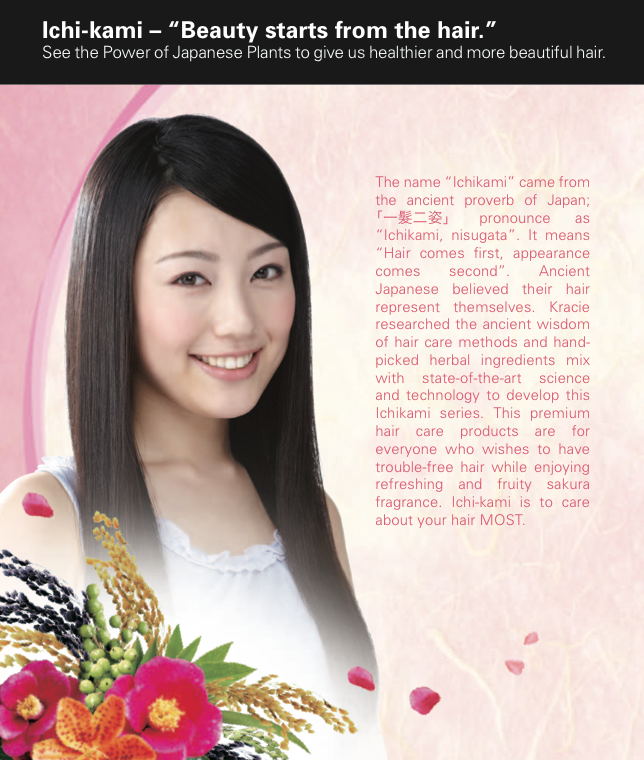 Ichi-kami – “Beauty starts from the hair.”
See the Power of Japanese Plants to give us healthier and more beautiful hair.
The name “Ichikami” came from
the ancient proverb of Japan;
「一髪二姿」 pronounce as
“Ichikami, nisugata”. It means
“Hair comes first, appearance
comes second”. Ancient
Japanese believed their hair
represent themselves. Kracie
researched the ancient wisdom
of hair care methods and hand-
picked herbal ingredients mix
with state-of-the-art science
and technology to develop this
Ichikami series. This premium
hair care products are for
everyone who wishes to have
trouble-free hair while enjoying
refreshing and fruity sakura
fragrance. Ichi-kami is to care
about your hair MOST.